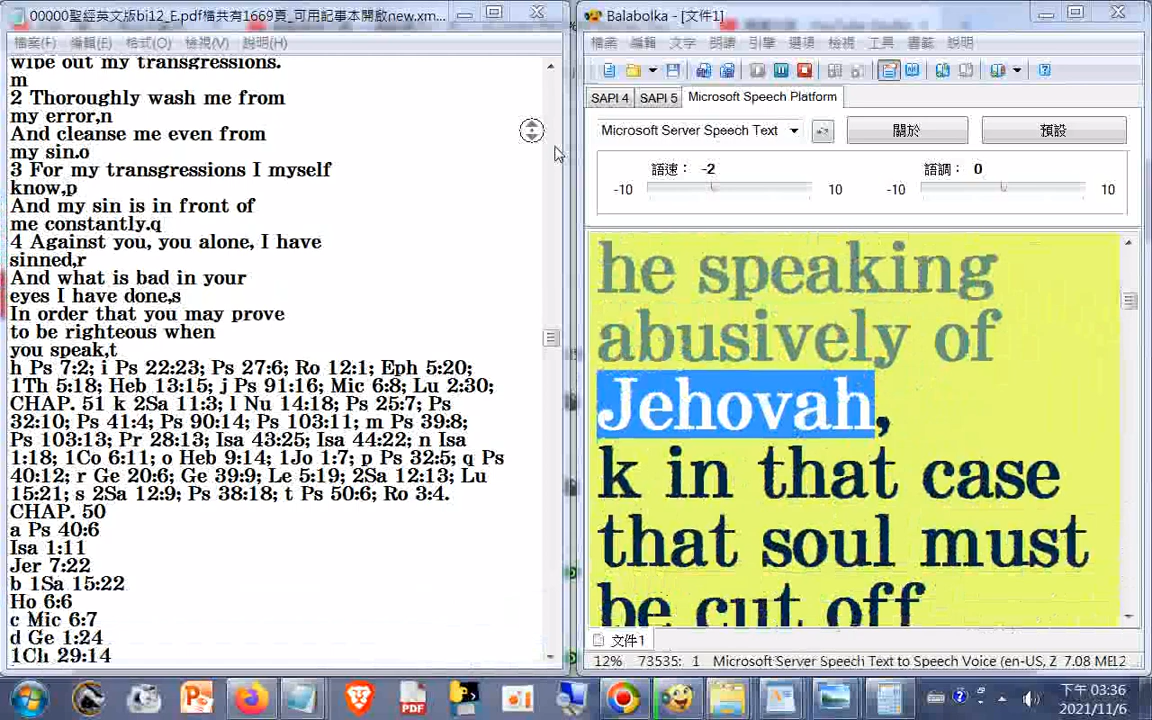 00000聖經英文版bi12_E.pdf檔共有1669頁_可用記事本開啟new.xm...
檔案(F) 編輯(E) 格式(O) 檢視(V) 說明(H)
wipe out my transgressions.
m
2 Thoroughly wash me from
my error,n
And cleanse me even from
my sin.o
3 For my transgressions I myself
know,p
And my sin is in front of
me constantly.q
4 Against you, you alone, I have
sinned,r
And what is bad in your
eyes I have done,s
In order that you may prove
to be righteous when
you speak,t
h Ps 7:2; i Ps 22:23; Ps 27:6; Ro 12:1; Eph 5:20;
1Th 5:18; Heb 13:15; j Ps 91:16; Mic 6:8; Lu 2:30;
CHAP. 51 k 2Sa 11:3; l Nu 14:18; Ps 25:7; Ps
32:10; Ps 41:4; Ps 90:14; Ps 103:11; m Ps 39:8;
Ps 103:13; Pr 28:13; Isa 43:25; Isa 44:22; n Isa
1:18; 1Co 6:11; o Heb 9:14; 1Jo 1:7; p Ps 32:5; q Ps
40:12; r Ge 20:6; Ge 39:9; Le 5:19; 2Sa 12:13; Lu
15:21; s 2Sa 12:9; Ps 38:18; t Ps 50:6; Ro 3:4.
CHAP. 50
a Ps 40:6
Isa 1:11
Jer 7:22
b 1Sa 15:22
Ho 6:6
c Mic 6:7
d Ge 1:24
1Ch 29:14
Balabolka - [文件1]
檔案 編輯 文字 朗讀 引擎 選項 檢視 工具 書籤 說明
SAPI 4 SAPI 5 Microsoft Speech Platform
Microsoft Server Speech Text 關於 預設
語速： -2 語調： 0
-10 10 -10 10
he speaking
abusively of
Jehovah,
k in that case
that soul must
be cut off
文件1
12% 73535: 1 Microsoft Server Speech Text to Speech Voice (en-US, Z 7.08 ME12
PDF
下午 03:36
2021/11/6